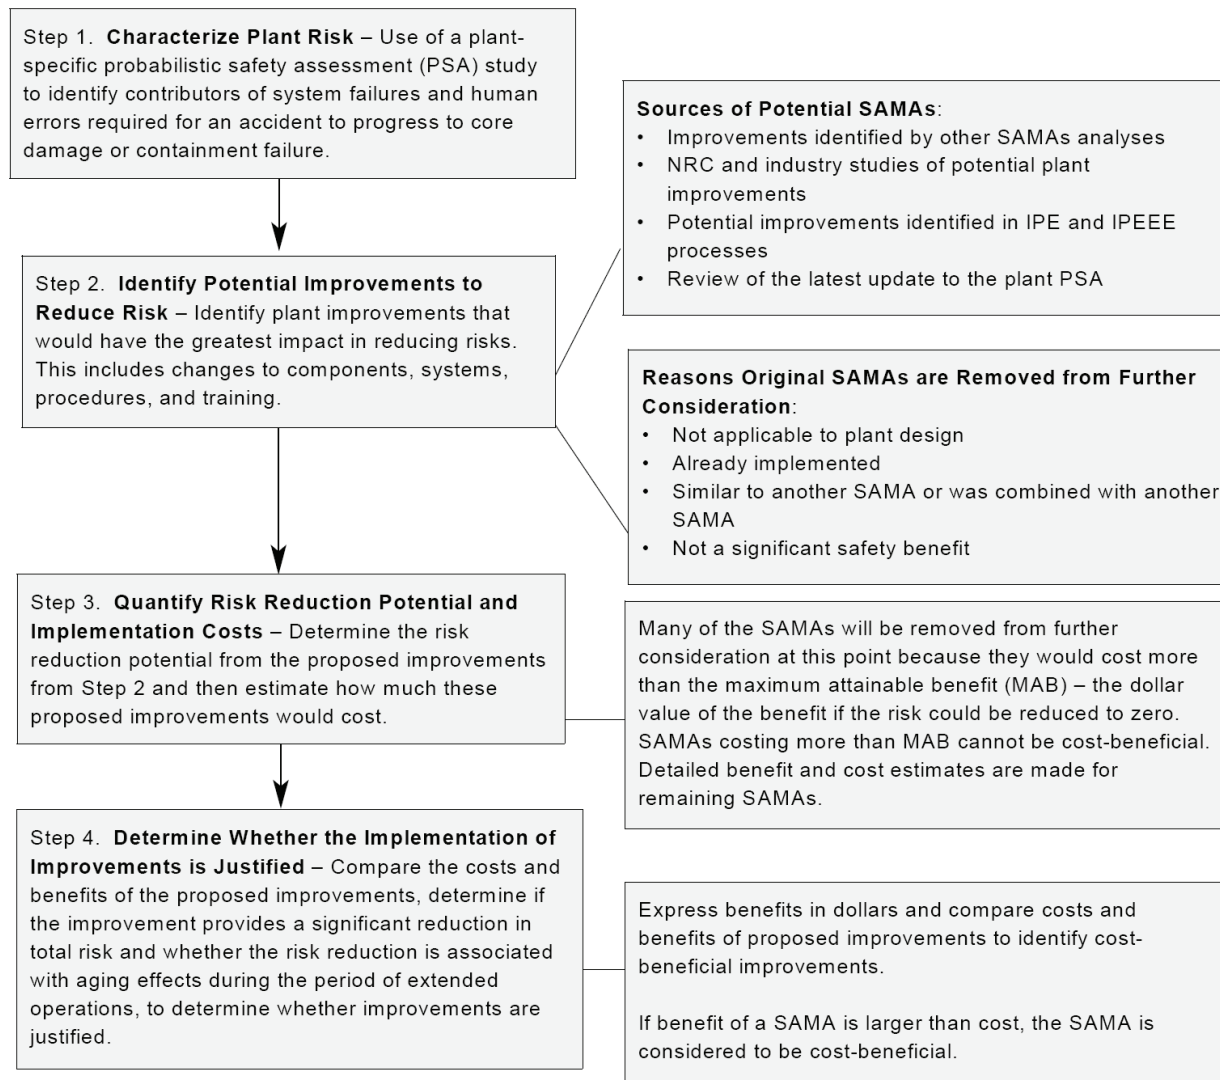 Step 1. Characterize Plant Risk – Use of a plant-
specific probabilistic safety assessment (PSA) study
to identify contributors of system failures and human
errors required for an accident to progress to core
damage or containment failure.
Sources of Potential SAMAs:
• Improvements identified by other SAMAs analyses
• NRC and industry studies of potential plant
improvements
• Potential improvements identified in IPE and IPEEE
processes
• Review of the latest update to the plant PSA
Step 2. Identify Potential Improvements to
Reduce Risk – Identify plant improvements that
would have the greatest impact in reducing risks.
This includes changes to components, systems,
procedures, and training.
Reasons Original SAMAs are Removed from Further
Consideration:
• Not applicable to plant design
• Already implemented
• Similar to another SAMA or was combined with another
SAMA
• Not a significant safety benefit
Step 3. Quantify Risk Reduction Potential and
Implementation Costs – Determine the risk
reduction potential from the proposed improvements
from Step 2 and then estimate how much these
proposed improvements would cost.
Many of the SAMAs will be removed from further
consideration at this point because they would cost more
than the maximum attainable benefit (MAB) – the dollar
value of the benefit if the risk could be reduced to zero.
SAMAs costing more than MAB cannot be cost-beneficial.
Detailed benefit and cost estimates are made for
remaining SAMAs.
Step 4. Determine Whether the Implementation of
Improvements is Justified – Compare the costs and
benefits of the proposed improvements, determine if
the improvement provides a significant reduction in
total risk and whether the risk reduction is associated
with aging effects during the period of extended
operations, to determine whether improvements are
justified.
Express benefits in dollars and compare costs and
benefits of proposed improvements to identify cost-
beneficial improvements.
If benefit of a SAMA is larger than cost, the SAMA is
considered to be cost-beneficial.